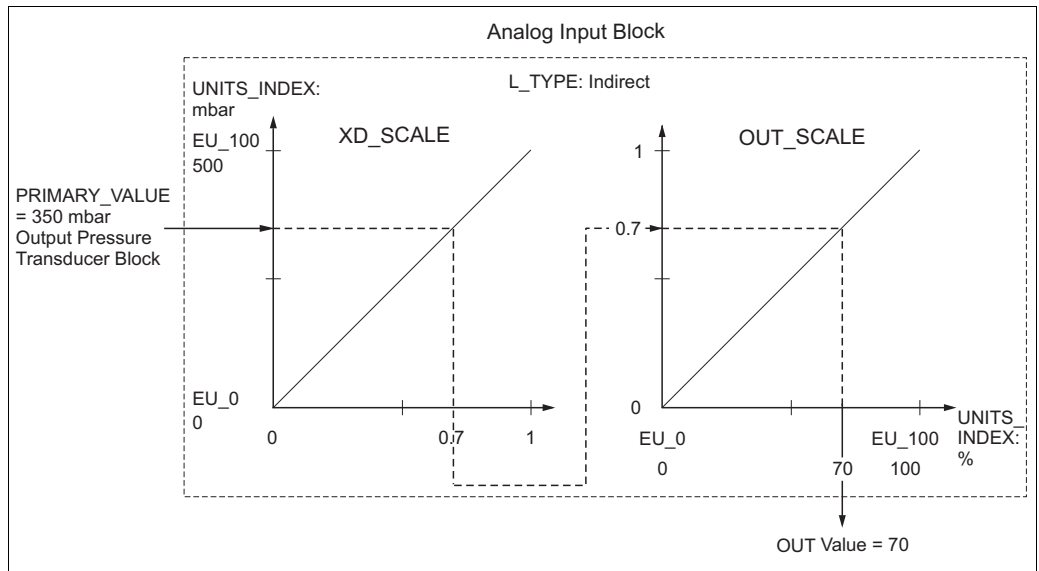 Analog Input Block
L_TYPE: Indirect
UNITS_INDEX:
mbar
EU_100
500
XD_SCALE
PRIMARY_VALUE
= 350 mbar
Output Pressure
Transducer Block
EU_0
0
0
0.7
1
OUT_SCALE
1
0.7
0
EU_0
0
70
EU_100
100
UNITS_
INDEX:
%
OUT Value = 70